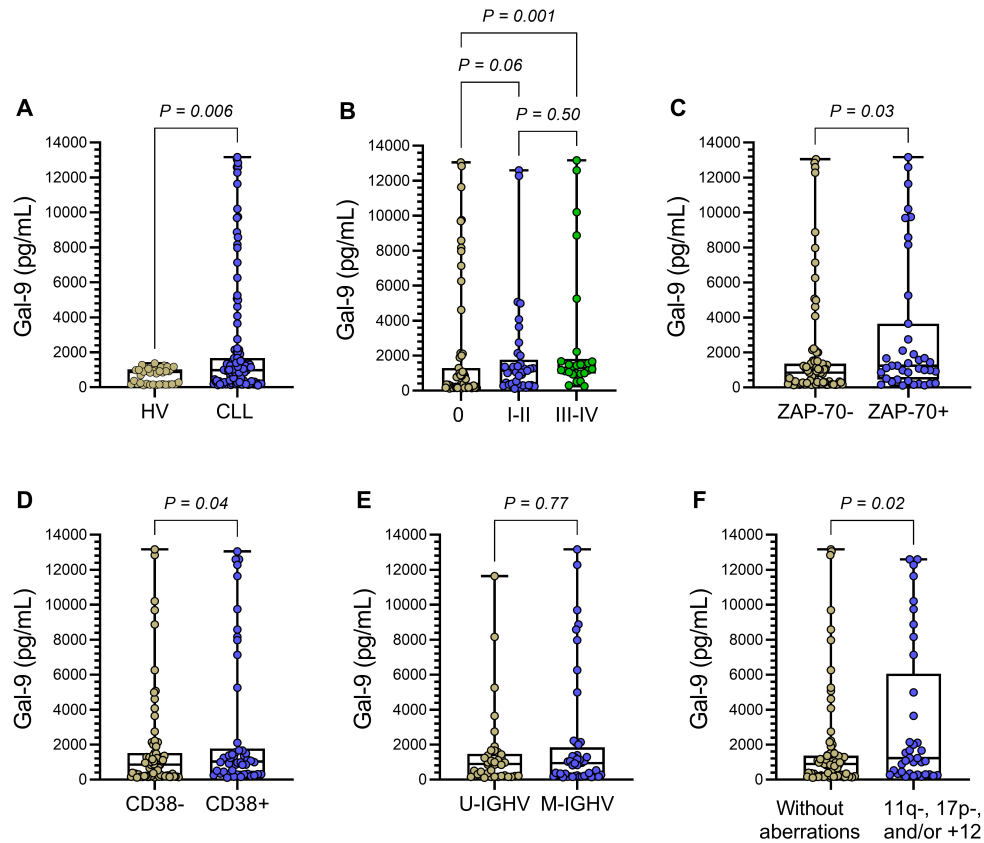 P = 0.001
P = 0.06
A
P = 0.006
B
P = 0.50
C
P = 0.03
Gal-9 (pg/mL)
14000
12000
10000
8000
6000
4000
2000
0
HV
CLL
Gal-9 (pg/mL)
14000
12000
10000
8000
6000
4000
2000
0
0
I-II
III-IV
Gal-9 (pg/mL)
14000
12000
10000
8000
6000
4000
2000
0
ZAP-70-
ZAP-70+
D
P = 0.04
Gal-9 (pg/mL)
14000
12000
10000
8000
6000
4000
2000
0
CD38-
CD38+
E
P = 0.77
Gal-9 (pg/mL)
14000
12000
10000
8000
6000
4000
2000
0
U-IGHV
M-IGHV
F
P = 0.02
Gal-9 (pg/mL)
14000
12000
10000
8000
6000
4000
2000
0
Without
aberrations
11q-, 17p-,
and/or +12